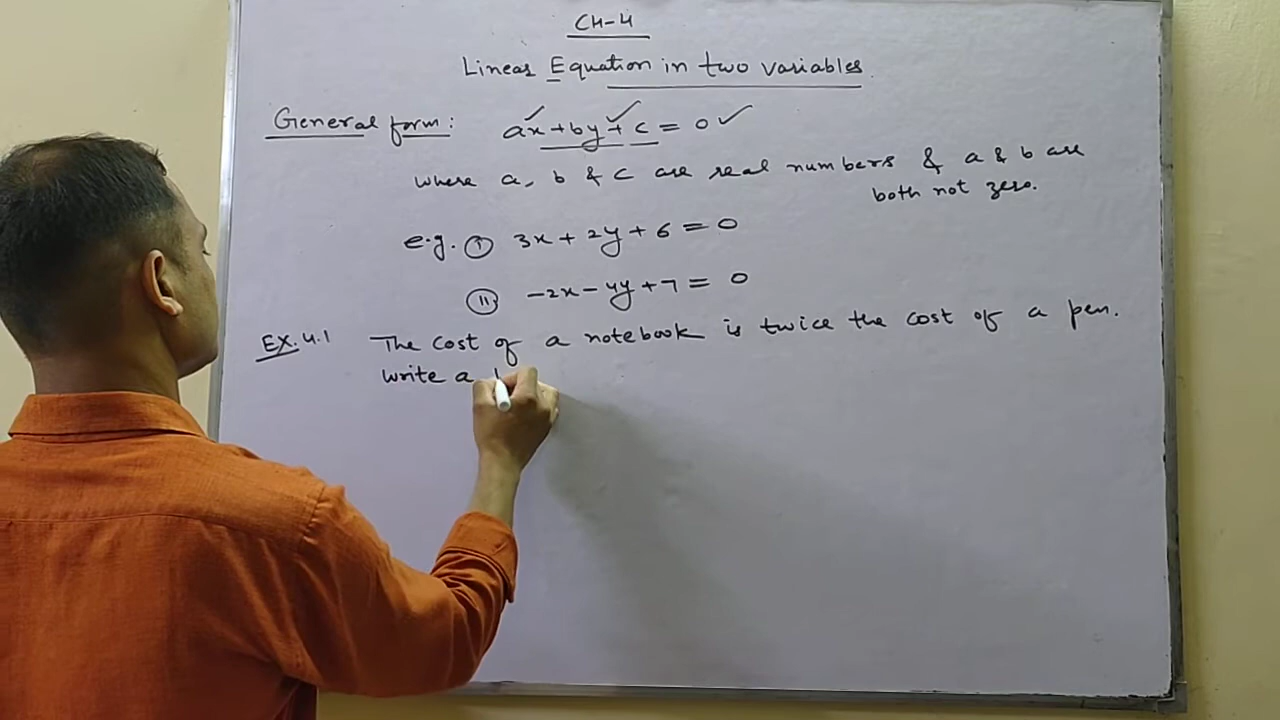 CH-4
Linear Equation in two variables.
General form: ax+by+c=0
where a, b & c are real numbers & a & b are
both not zero.
e.g. (i) 3x+2y+6=0
(ii) -2x-4y+7=0
EX.4.1 The cost of a notebook is twice the cost of a pen.
write a